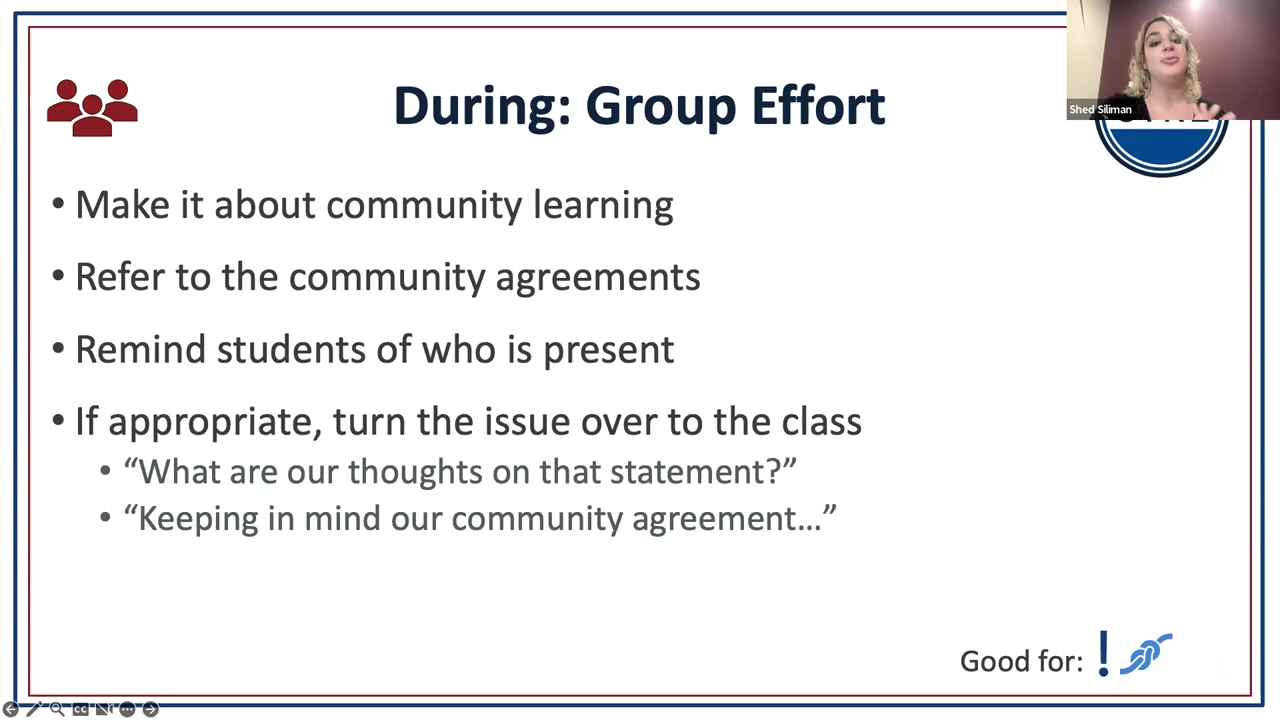 During: Group Effort
Shed Siliman
• Make it about community learning
• Refer to the community agreements
• Remind students of who is present
• If appropriate, turn the issue over to the class
• “What are our thoughts on that statement?”
• “Keeping in mind our community agreement...”
Good for: !
CC